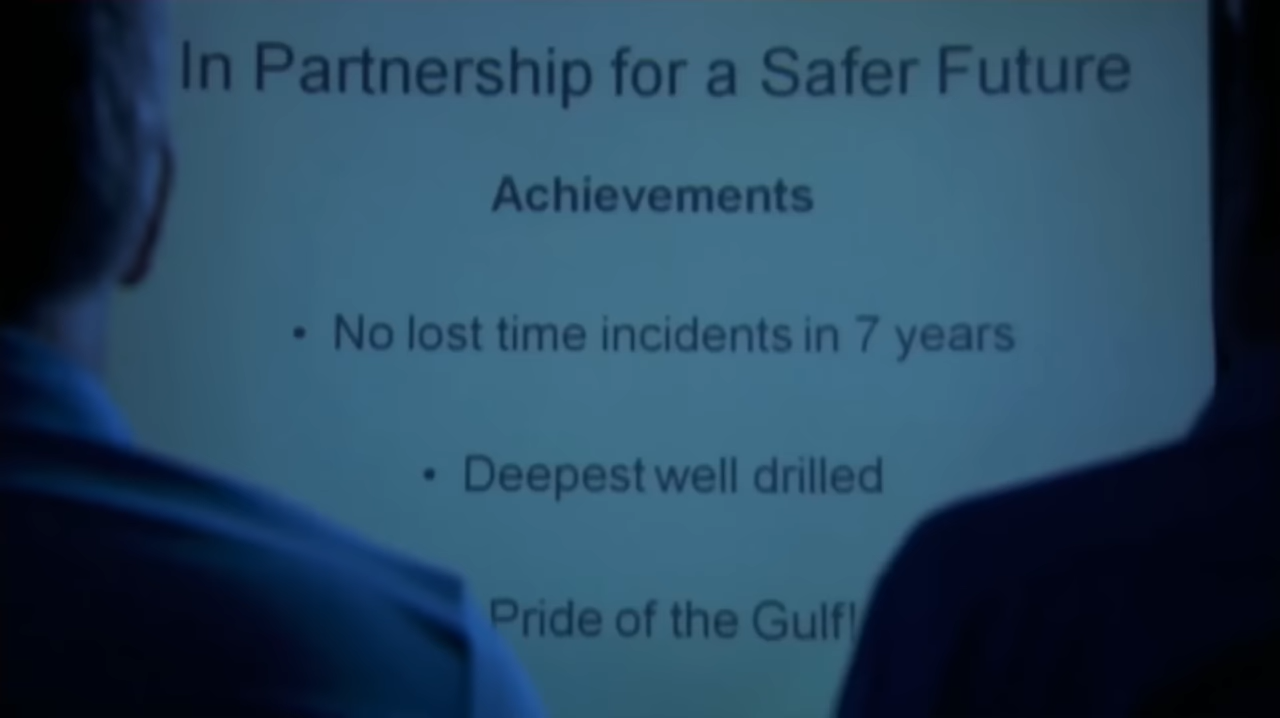 In Partnership for a Safer Future
Achievements
• No lost time incidents in 7 years
• Deepest well drilled
Pride of the Gulf!